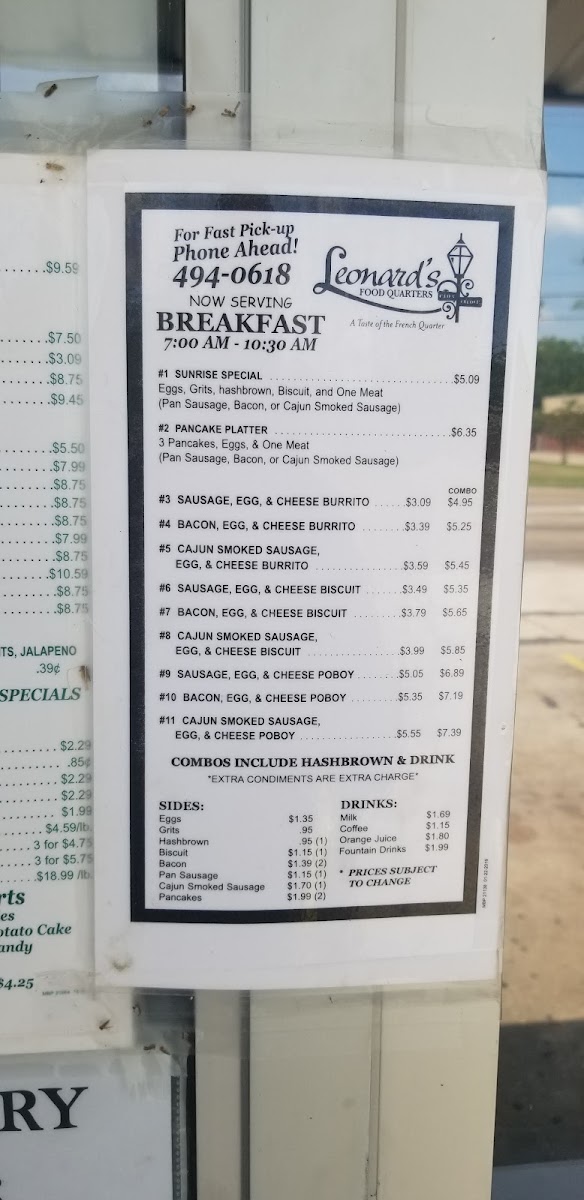 $9.59
$7.50
$3.09
$8.75
$9.45
$5.50
$7.99
$8.75
$8.75
$8.75
$7.99
$8.75
$10.59
$8.75
$8.75
TS, JALAPENO
.39¢
SPECIALS
$2.29
.85¢
$2.29
$2.29
$1.99
$4.59/lb.
3 for $4.75
3 for $5.75
$18.99 /lb.
rts
es
otato Cake
andy
$4.25
RY
For Fast Pick-up
Phone Ahead!
494-0618
NOW SERVING
BREAKFAST
7:00 AM - 10:30 AM
Leonard's
FOOD QUARTERS
A Taste of the French Quarter
#1 SUNRISE SPECIAL $5.09
Eggs, Grits, hashbrown, Biscuit, and One Meat
(Pan Sausage, Bacon, or Cajun Smoked Sausage)
#2 PANCAKE PLATTER $6.35
3 Pancakes, Eggs, & One Meat
(Pan Sausage, Bacon, or Cajun Smoked Sausage)
COMBO
#3 SAUSAGE, EGG, & CHEESE BURRITO $3.09 $4.95
#4 BACON, EGG, & CHEESE BURRITO $3.39 $5.25
#5 CAJUN SMOKED SAUSAGE,
EGG, & CHEESE BURRITO $3.59 $5.45
#6 SAUSAGE, EGG, & CHEESE BISCUIT $3.49 $5.35
#7 BACON, EGG, & CHEESE BISCUIT $3.79 $5.65
#8 CAJUN SMOKED SAUSAGE,
EGG, & CHEESE BISCUIT $3.99 $5.85
#9 SAUSAGE, EGG, & CHEESE POBOY $5.05 $6.89
#10 BACON, EGG, & CHEESE POBOY $5.35 $7.19
#11 CAJUN SMOKED SAUSAGE,
EGG, & CHEESE POBOY $5.55 $7.39
COMBOS INCLUDE HASHBROWN & DRINK
*EXTRA CONDIMENTS ARE EXTRA CHARGE*
SIDES:
Eggs $1.35
Grits .95
Hashbrown .95 (1)
Biscuit $1.15 (1)
Bacon $1.39 (2)
Pan Sausage $1.15 (1)
Cajun Smoked Sausage $1.70 (1)
Pancakes $1.99 (2)
DRINKS:
Milk $1.69
Coffee $1.15
Orange Juice $1.80
Fountain Drinks $1.99
* PRICES SUBJECT
TO CHANGE